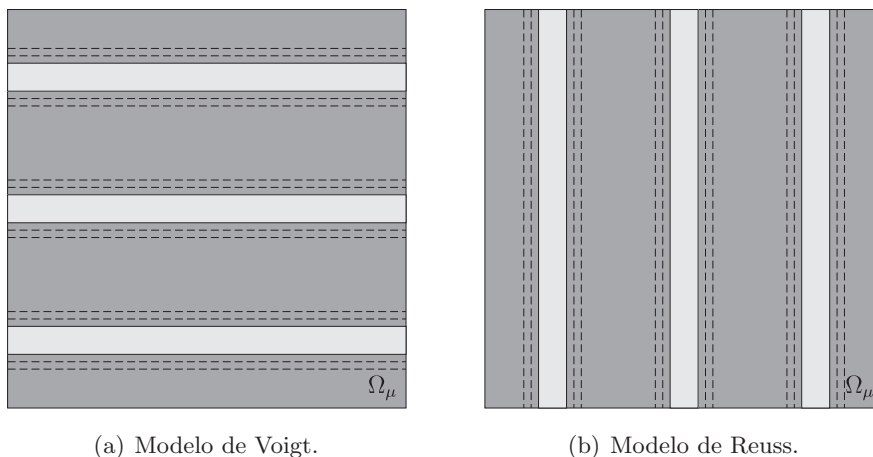 Ω_μ
Ω_μ
(a) Modelo de Voigt.
(b) Modelo de Reuss.